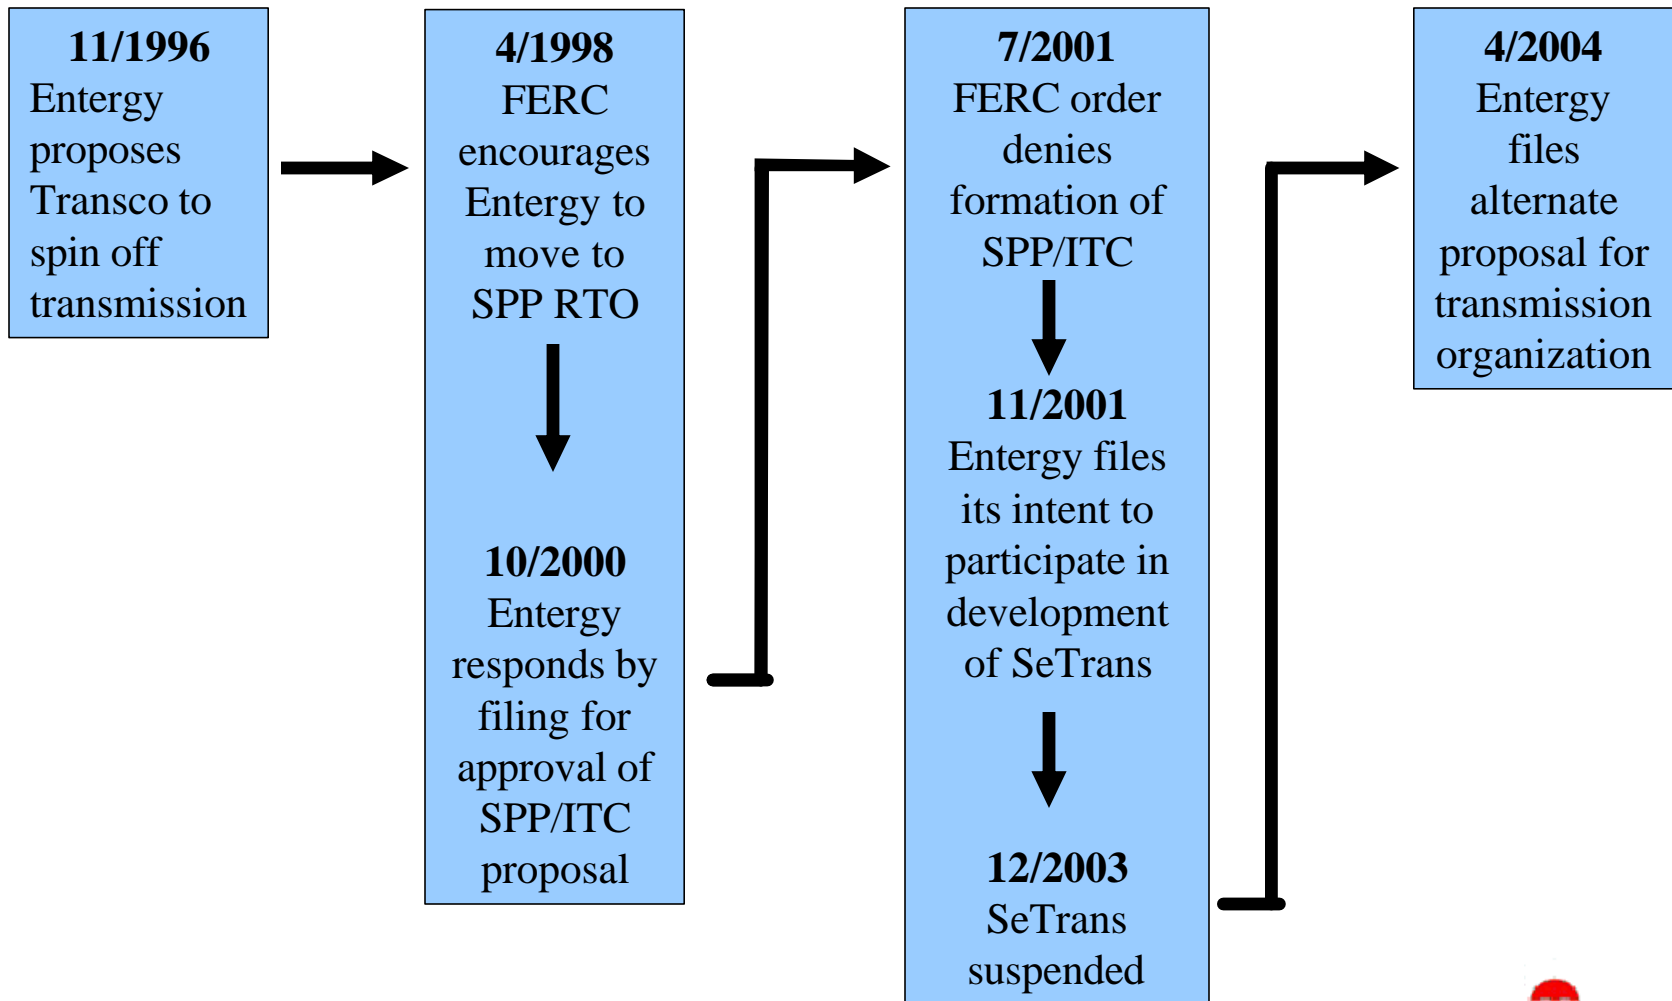 11/1996
Entergy
proposes
Transco to
spin off
transmission
4/1998
FERC
encourages
Entergy to
move to
SPP RTO
10/2000
Entergy
responds by
filing for
approval of
SPP/ITC
proposal
7/2001
FERC order
denies
formation of
SPP/ITC
11/2001
Entergy files
its intent to
participate in
development
of SeTrans
12/2003
SeTrans
suspended
4/2004
Entergy
files
alternate
proposal for
transmission
organization